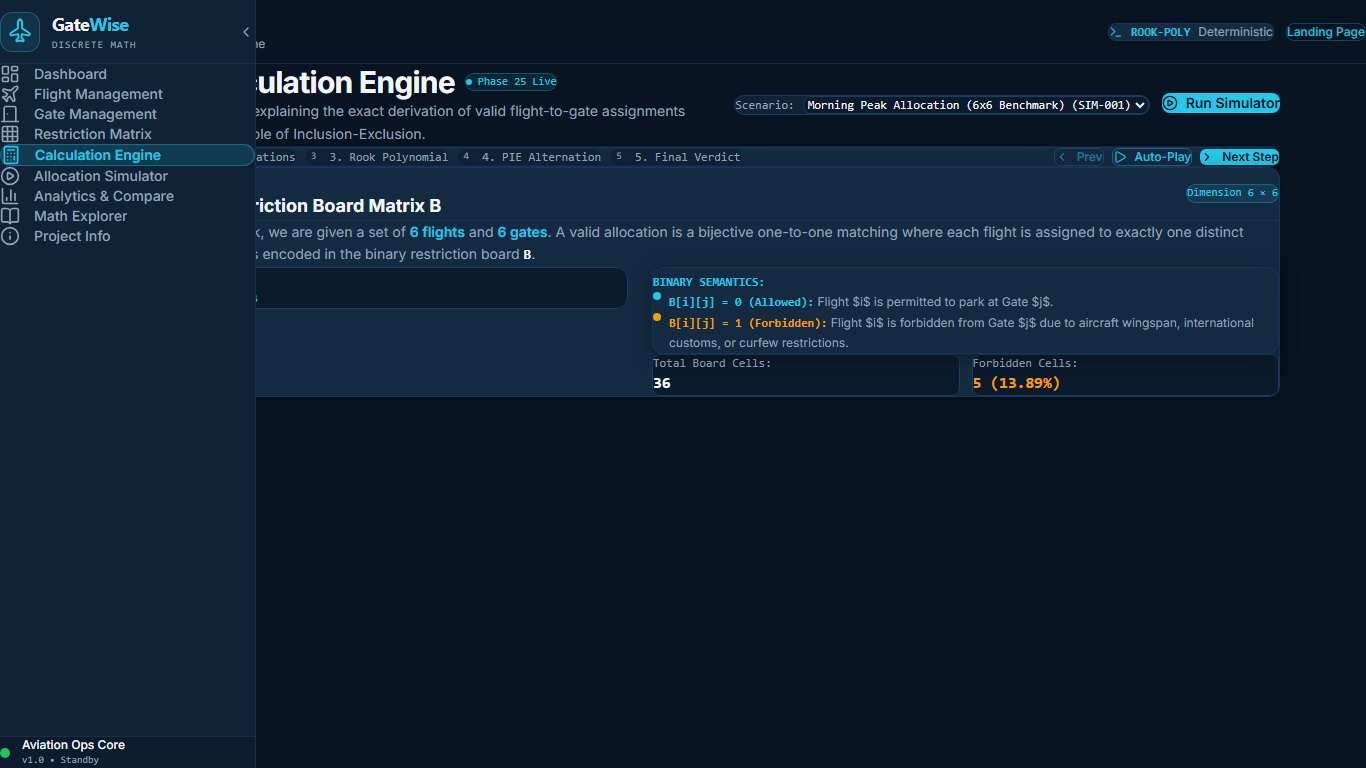 GateWise
DISCRETE MATH
Dashboard
Flight Management
Gate Management
Restriction Matrix
Calculation Engine
Allocation Simulator
Analytics & Compare
Math Explorer
Project Info
Aviation Ops Core
v1.0 • Standby
ne
>_ ROOK-POLY Deterministic
Landing Page
culation Engine
Phase 25 Live
explaining the exact derivation of valid flight-to-gate assignments
ple of Inclusion-Exclusion.
Scenario: Morning Peak Allocation (6x6 Benchmark) (SIM-001)
Run Simulator
ations 3 3. Rook Polynomial 4 4. PIE Alternation 5 5. Final Verdict
Prev Auto-Play Next Step
riction Board Matrix B
Dimension 6 × 6
k, we are given a set of 6 flights and 6 gates. A valid allocation is a bijective one-to-one matching where each flight is assigned to exactly one distinct
s encoded in the binary restriction board B.
BINARY SEMANTICS:
B[i][j] = 0 (Allowed): Flight $i$ is permitted to park at Gate $j$.
B[i][j] = 1 (Forbidden): Flight $i$ is forbidden from Gate $j$ due to aircraft wingspan, international
customs, or curfew restrictions.
Total Board Cells:
36
Forbidden Cells:
5 (13.89%)